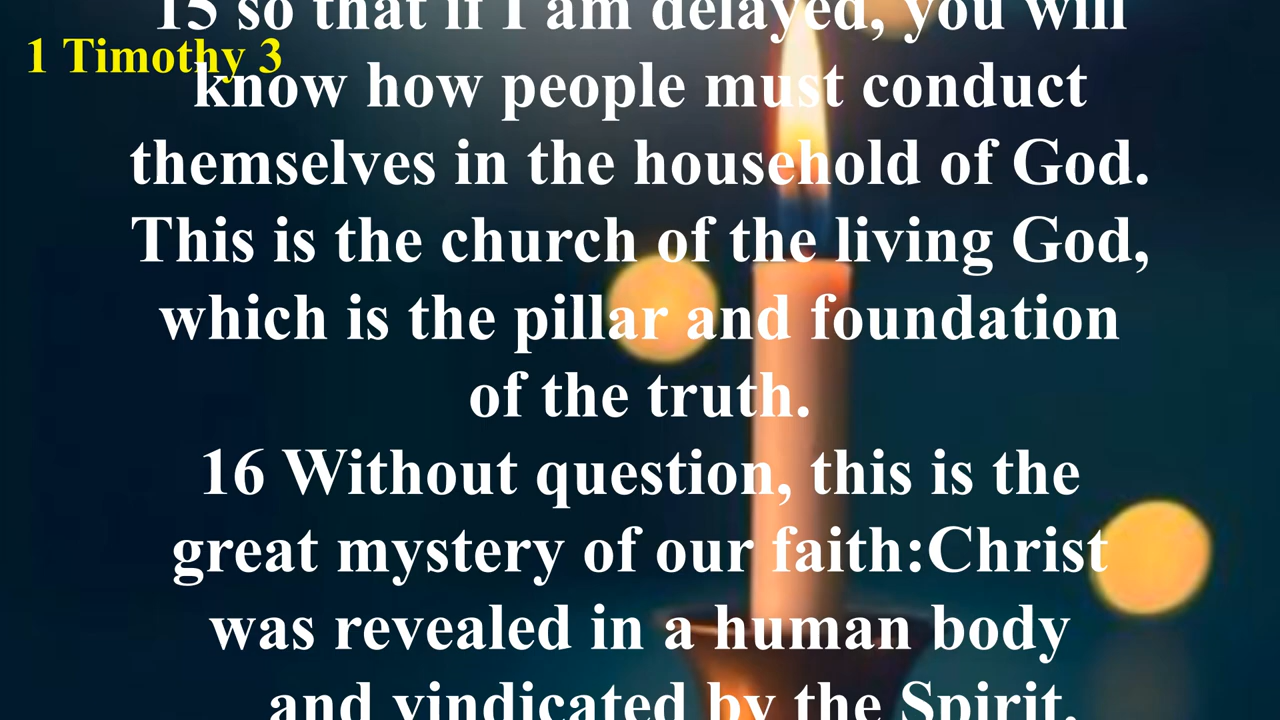 15 so that if I am delayed, you will
1 Timothy 3
know how people must conduct
themselves in the household of God.
This is the church of the living God,
which is the pillar and foundation
of the truth.
16 Without question, this is the
great mystery of our faith:Christ
was revealed in a human body
and vindicated by the Spirit.